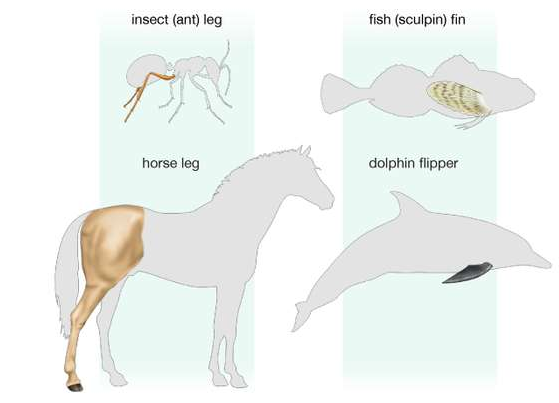 insect (ant) leg
fish (sculpin) fin
horse leg
dolphin flipper